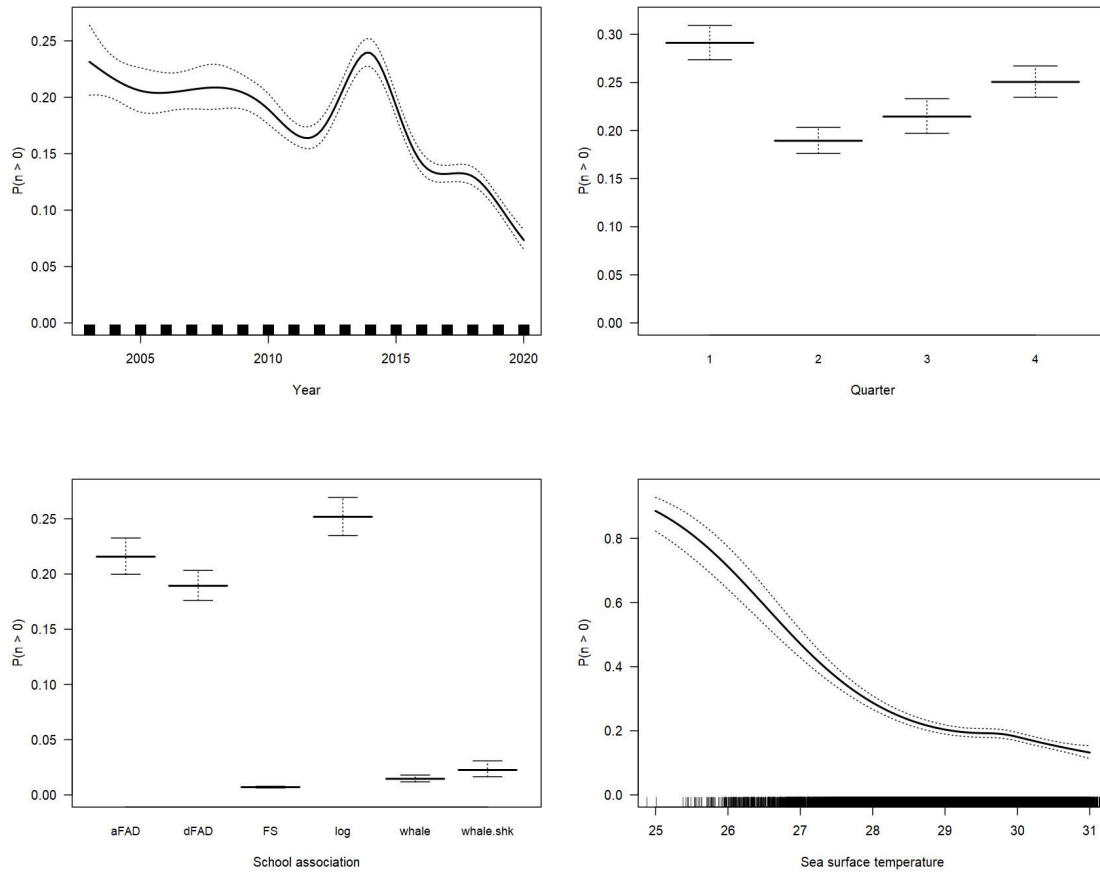 0.25
0.20
0.15
0.10
0.05
0.00
P(n > 0)
2005 2010 2015 2020
Year
0.30
0.25
0.20
0.15
0.10
0.05
0.00
P(n > 0)
1 2 3 4
Quarter
0.25
0.20
0.15
0.10
0.05
0.00
P(n > 0)
aFAD dFAD FS log whale whale.shk
School association
0.8
0.6
0.4
0.2
0.0
P(n > 0)
25 26 27 28 29 30 31
Sea surface temperature